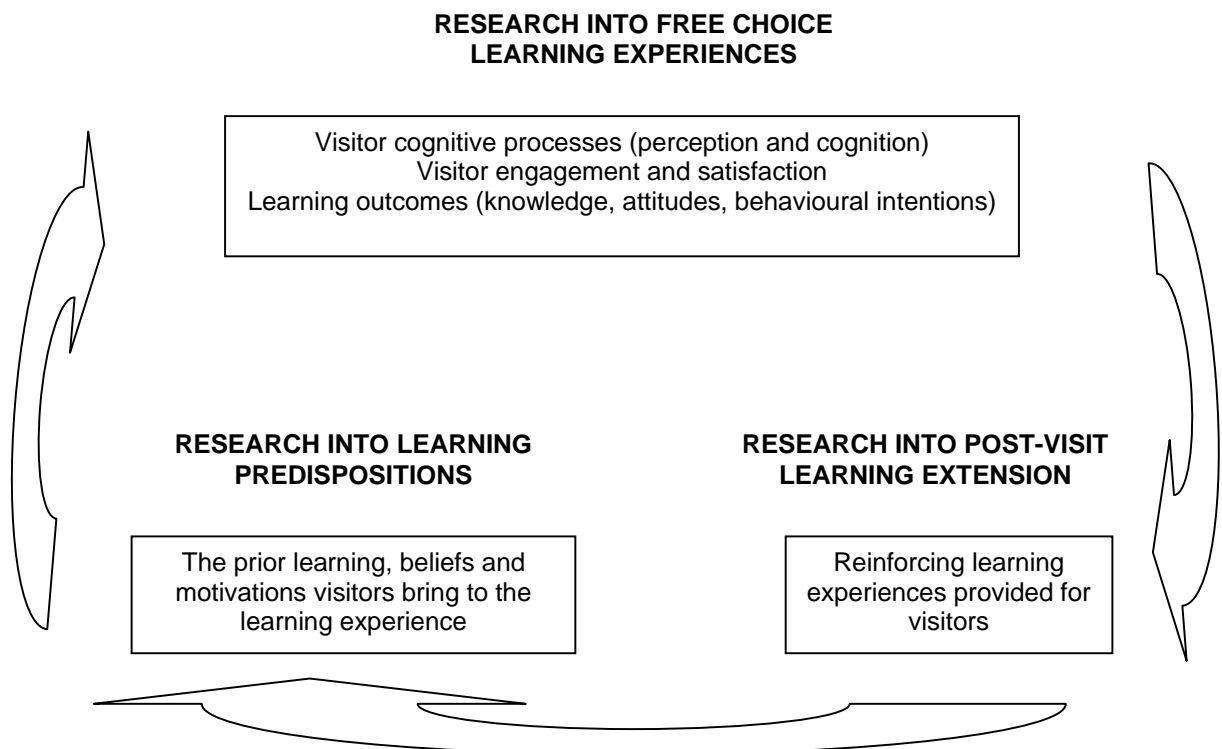 RESEARCH INTO FREE CHOICE
LEARNING EXPERIENCES
Visitor cognitive processes (perception and cognition)
Visitor engagement and satisfaction
Learning outcomes (knowledge, attitudes, behavioural intentions)
RESEARCH INTO LEARNING
PREDISPOSITIONS
The prior learning, beliefs and
motivations visitors bring to the
learning experience
RESEARCH INTO POST-VISIT
LEARNING EXTENSION
Reinforcing learning
experiences provided for
visitors